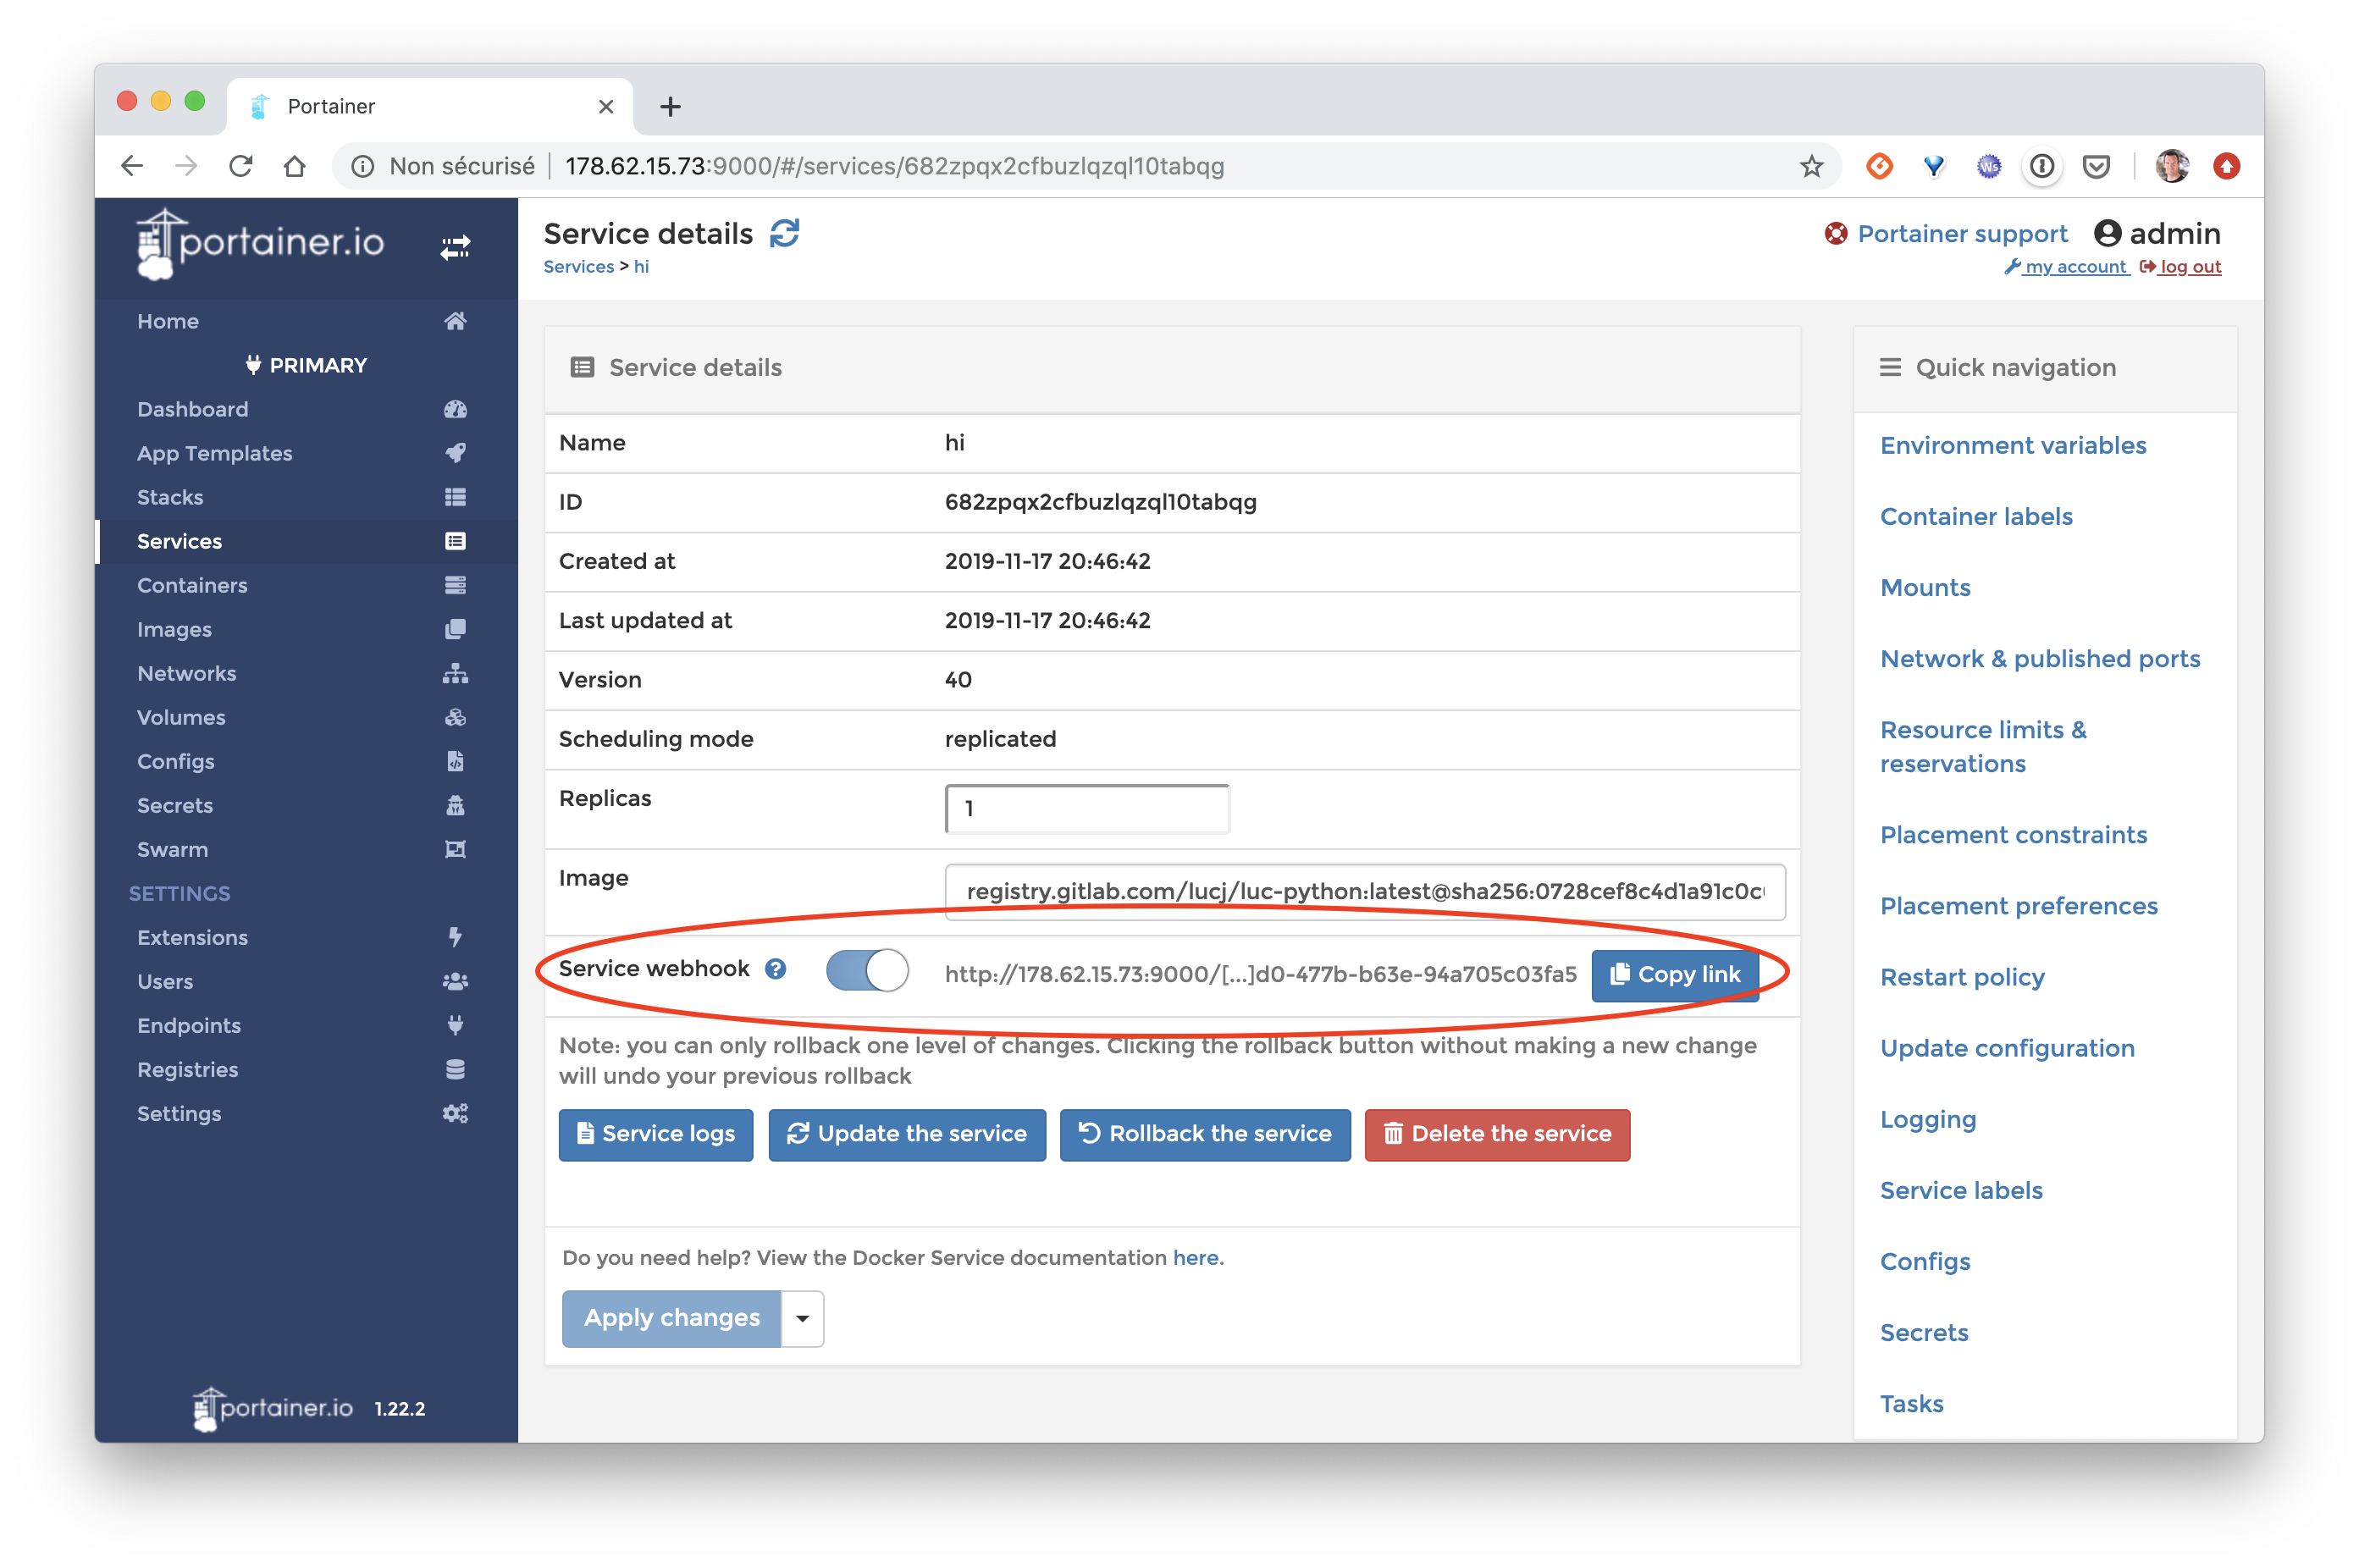 Portainer
Non sécurisé
178.62.15.73:9000/#/services/682zpqx2cfbuzlqzql10tabqg
portainer.io
Home
PRIMARY
Dashboard
App Templates
Stacks
Services
Containers
Images
Networks
Volumes
Configs
Secrets
Swarm
SETTINGS
Extensions
Users
Endpoints
Registries
Settings
portainer.io 1.22.2
Service details
Services > hi
Portainer support
admin
my account
log out
Service details
Name hi
ID 682zpqx2cfbuzlqzql10tabqg
Created at 2019-11-17 20:46:42
Last updated at 2019-11-17 20:46:42
Version 40
Scheduling mode replicated
Replicas 1
Image registry.gitlab.com/lucj/luc-python:latest@sha256:0728cef8c4d1a91c0c
Service webhook ? http://178.62.15.73:9000/[...]d0-477b-b63e-94a705c03fa5 Copy link
Note: you can only rollback one level of changes. Clicking the rollback button without making a new change
will undo your previous rollback
Service logs Update the service Rollback the service Delete the service
Do you need help? View the Docker Service documentation here.
Apply changes
Quick navigation
Environment variables
Container labels
Mounts
Network & published ports
Resource limits &
reservations
Placement constraints
Placement preferences
Restart policy
Update configuration
Logging
Service labels
Configs
Secrets
Tasks